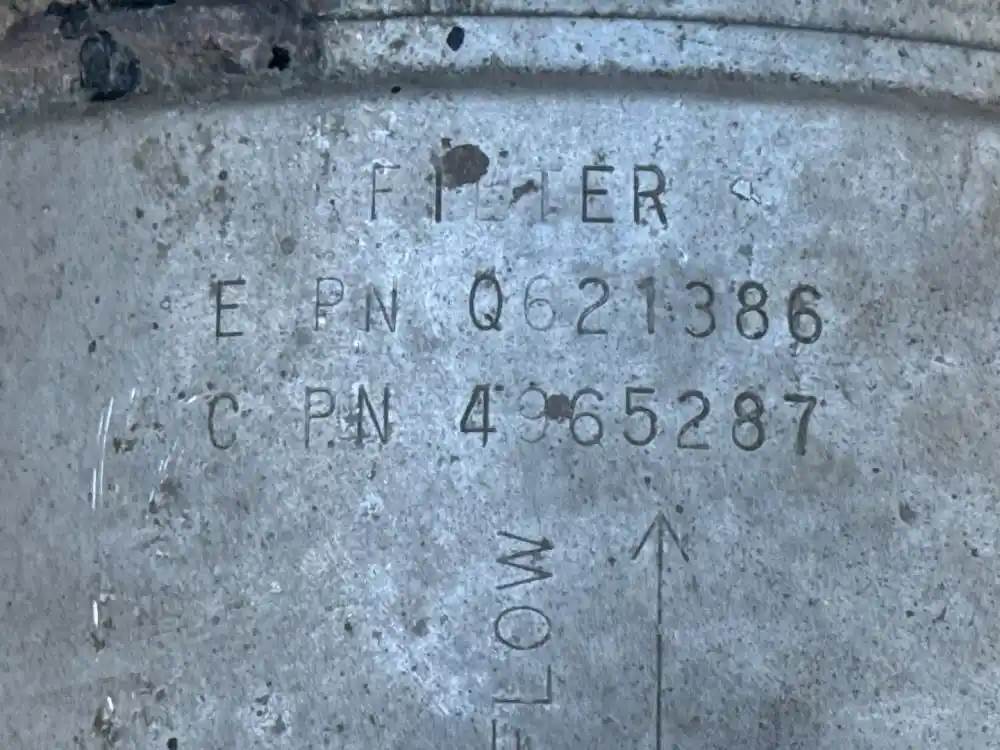 FILTER
E PN Q621386
C PN 4965287
FLOW